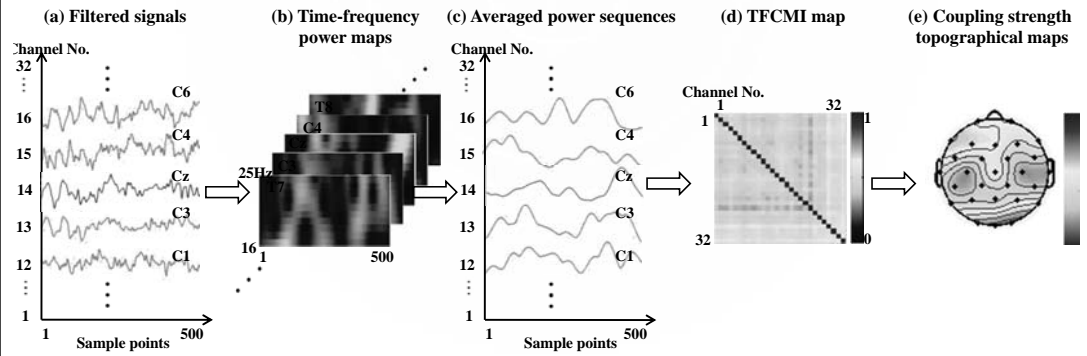 (a) Filtered signals
Channel No.
32
16
15
14
13
12
1
C6
C4
Cz
C3
C1
1
500
Sample points
(b) Time-frequency
power maps
T8
C4
C3
25Hz
T7
16
1
500
(c) Averaged power sequences
Channel No.
32
16
15
14
13
12
1
C6
C4
Cz
C3
C1
1
500
Sample points
(d) TFCMI map
Channel No.
1
32
1
32
1
0
(e) Coupling strength
topographical maps